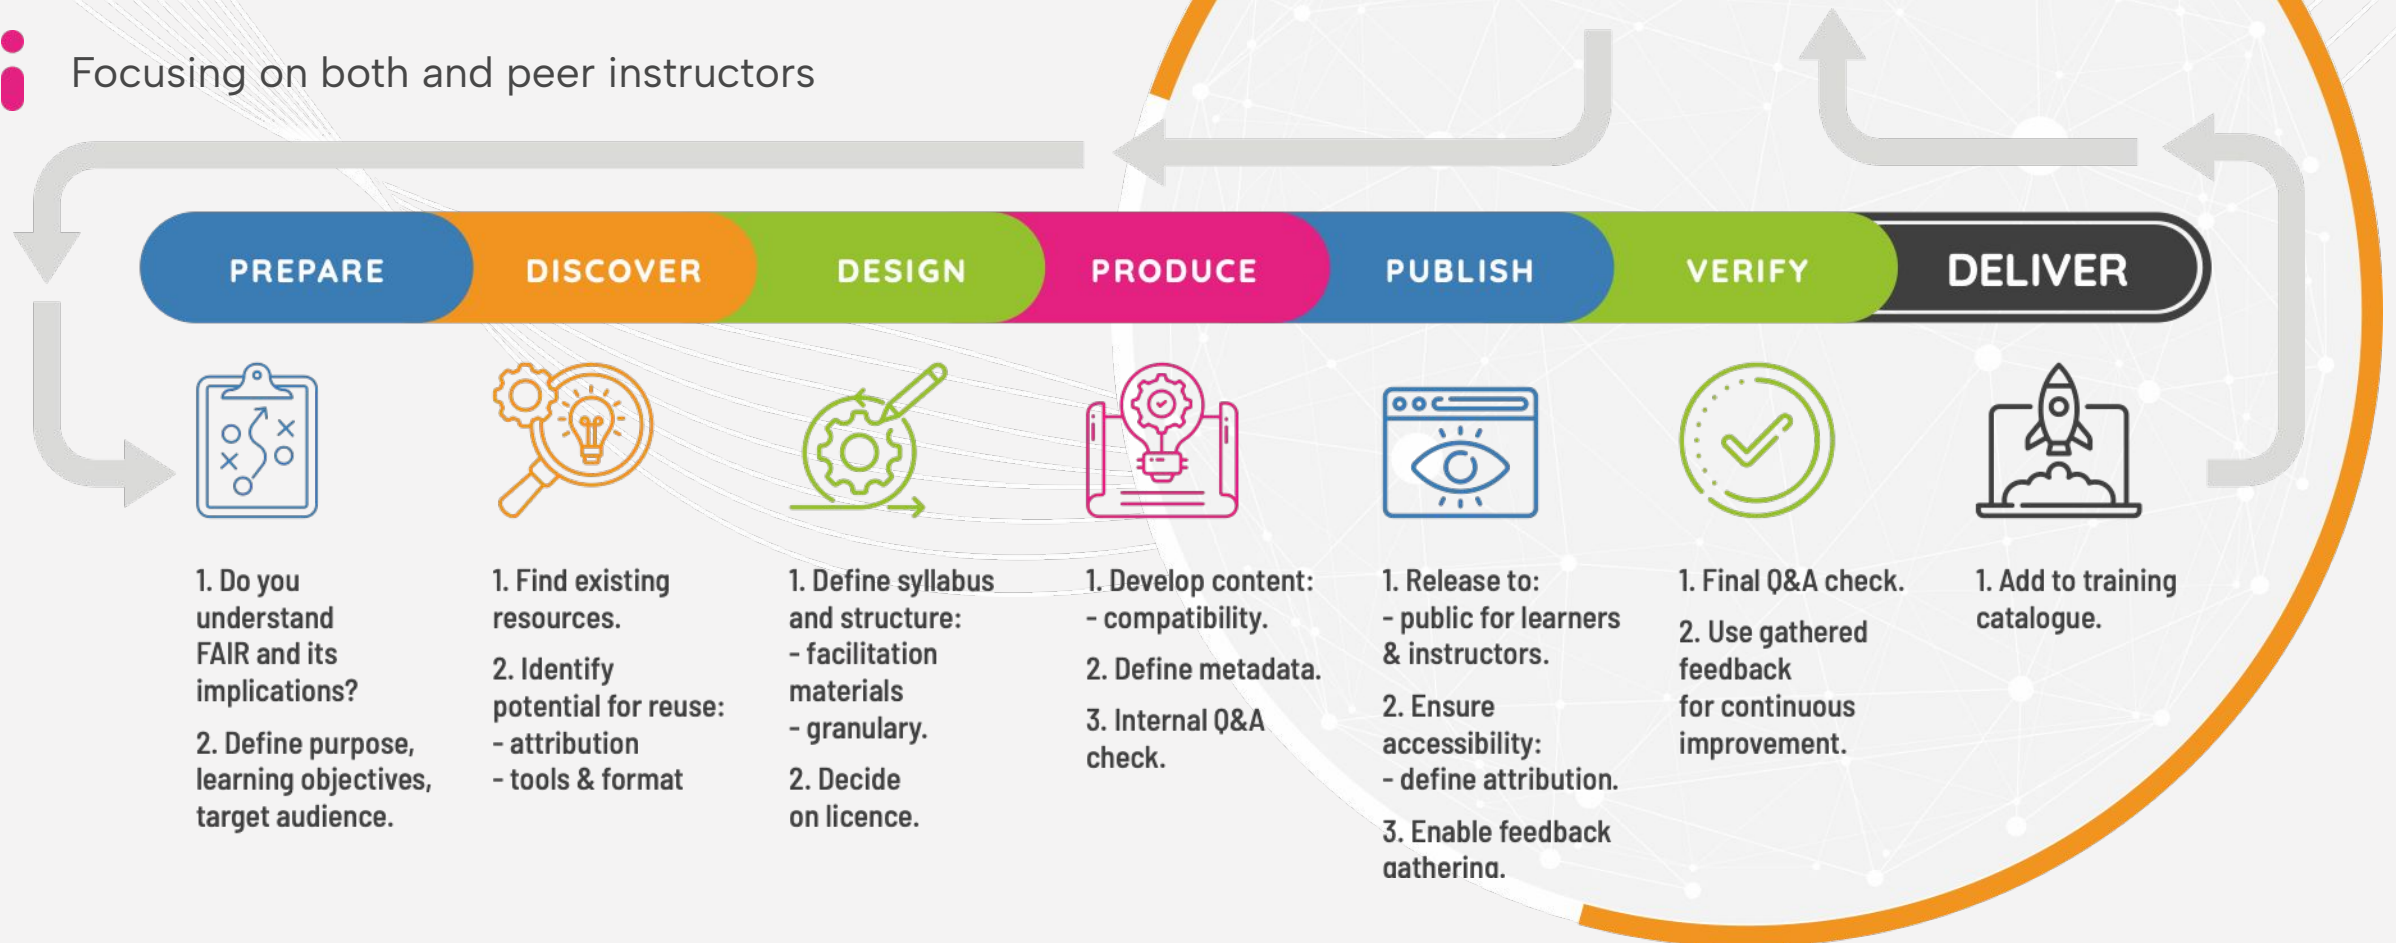 Focusing on both and peer instructors
PREPARE
DISCOVER
DESIGN
PRODUCE
PUBLISH
VERIFY
DELIVER
1. Do you
understand
FAIR and its
implications?
2. Define purpose,
learning objectives,
target audience.
1. Find existing
resources.
2. Identify
potential for reuse:
- attribution
- tools & format
1. Define syllabus
and structure:
- facilitation
materials
- granulary.
2. Decide
on licence.
1. Develop content:
- compatibility.
2. Define metadata.
3. Internal Q&A
check.
1. Release to:
- public for learners
& instructors.
2. Ensure
accessibility:
- define attribution.
3. Enable feedback
gathering.
1. Final Q&A check.
2. Use gathered
feedback
for continuous
improvement.
1. Add to training
catalogue.